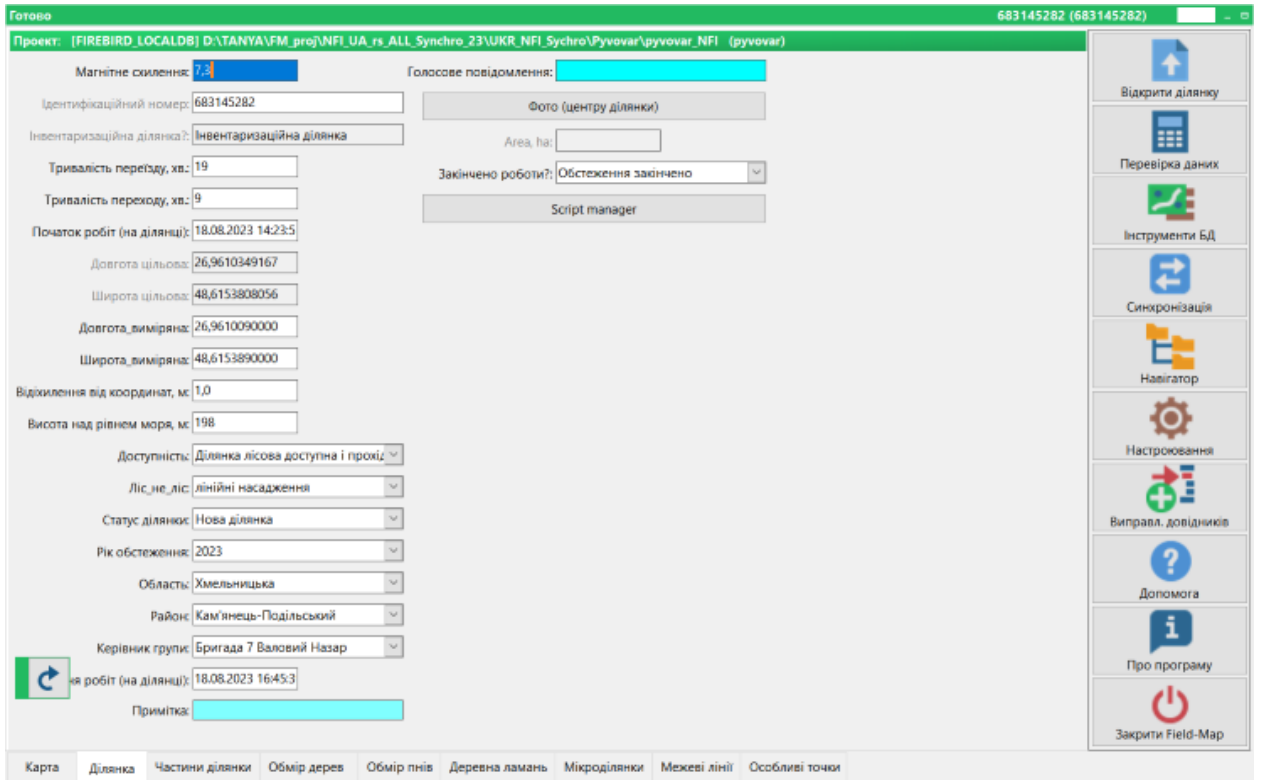 Готово 683145282 (683145282)
Проект: [FIREBIRD_LOCALDB] D:\TANYA\FM_proj\NFI_UA_rs_ALL_Synchro_23\UKR_NFI_Sychro\Pyvovar\pyvovar_NFI (pyvovar)
Магнітне схилення: 7,3
Ідентифікаційний номер: 683145282
Інвентаризаційна ділянка?: Інвентаризаційна ділянка
Тривалість переїзду, хв.: 19
Тривалість переходу, хв.: 9
Початок робіт (на ділянці): 18.08.2023 14:23:5
Довгота цільова: 26,9610349167
Широта цільова: 48,6153808056
Довгота_виміряна: 26,9610090000
Широта_виміряна: 48,6153890000
Відхилення від координат, м: 1,0
Висота над рівнем моря, м: 198
Доступність: Ділянка лісова доступна і прохід
Ліс_не_ліс: лінійні насадження
Статус ділянки: Нова ділянка
Рік обстеження: 2023
Область: Хмельницька
Район: Кам'янець-Подільський
Керівник групи: Бригада 7 Валовий Назар
ня робіт (на ділянці): 18.08.2023 16:45:3
Примітка:
Голосове повідомлення:
Фото (центру ділянки)
Area, ha:
Закінчено роботи?: Обстеження закінчено
Script manager
Відкрити ділянку
Перевірка даних
Інструменти БД
Синхронізація
Навігатор
Настроювання
Виправл. довідників
Допомога
Про програму
Закрити Field-Map
Карта Ділянка Частини ділянки Обмір дерев Обмір пнів Деревна ламань Мікроділянки Межеві лінії Особливі точки